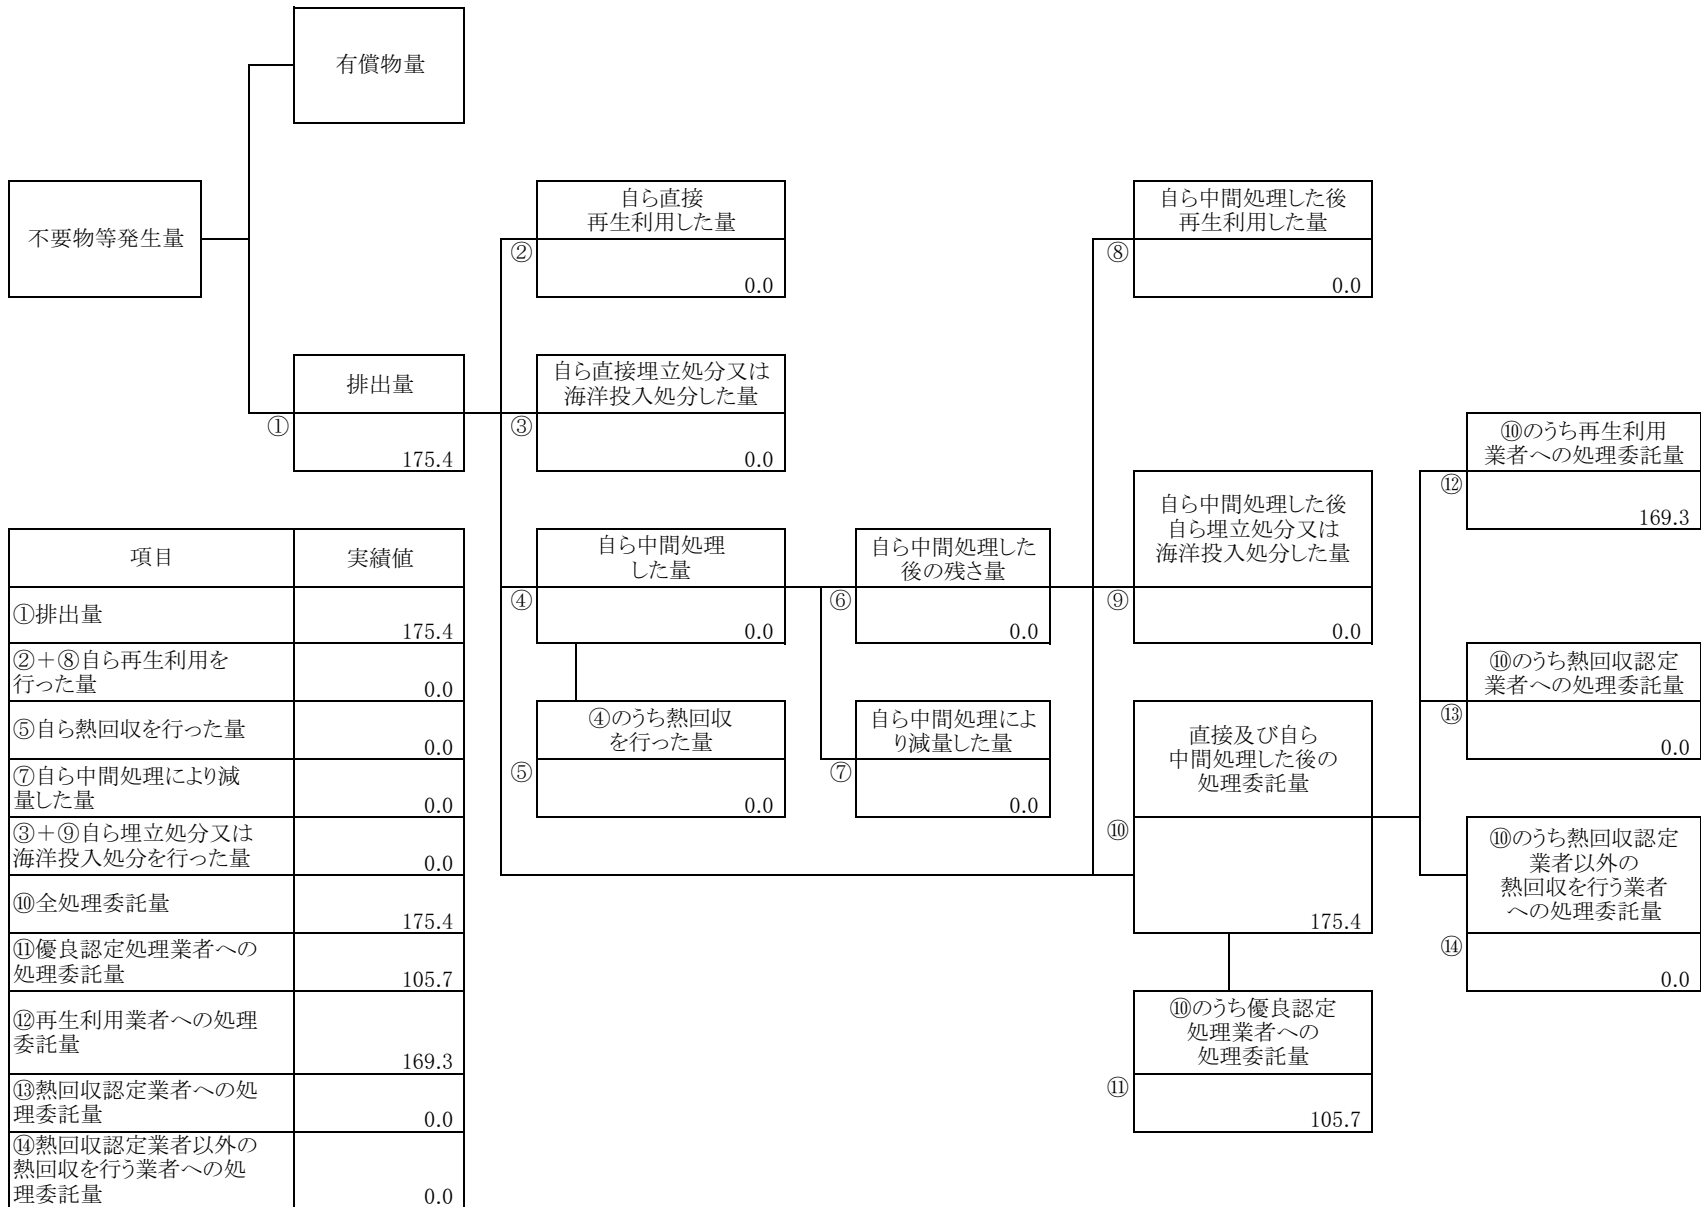 有償物量
不要物等発生量
自ら直接
再生利用した量
②
0.0
自ら中間処理した後
再生利用した量
⑧
0.0
排出量
①
175.4
自ら直接埋立処分又は
海洋投入処分した量
③
0.0
⑩のうち再生利用
業者への処理委託量
⑫
169.3
自ら中間処理
した量
④
0.0
自ら中間処理した
後の残さ量
⑥
0.0
自ら中間処理した後
自ら埋立処分又は
海洋投入処分した量
⑨
0.0
⑩のうち熱回収認定
業者への処理委託量
⑬
0.0
④のうち熱回収
を行った量
⑤
0.0
自ら中間処理によ
り減量した量
⑦
0.0
直接及び自ら
中間処理した後の
処理委託量
⑩
175.4
⑩のうち熱回収認定
業者以外の
熱回収を行う業者
への処理委託量
⑭
0.0
⑩のうち優良認定
処理業者への
処理委託量
⑪
105.7
項目 実績値
①排出量
175.4
②＋⑧自ら再生利用を
行った量 0.0
⑤自ら熱回収を行った量
0.0
⑦自ら中間処理により減
量した量 0.0
③＋⑨自ら埋立処分又は
海洋投入処分を行った量 0.0
⑩全処理委託量
175.4
⑪優良認定処理業者への
処理委託量 105.7
⑫再生利用業者への処理
委託量
169.3
⑬熱回収認定業者への処
理委託量 0.0
⑭熱回収認定業者以外の
熱回収を行う業者への処
理委託量 0.0